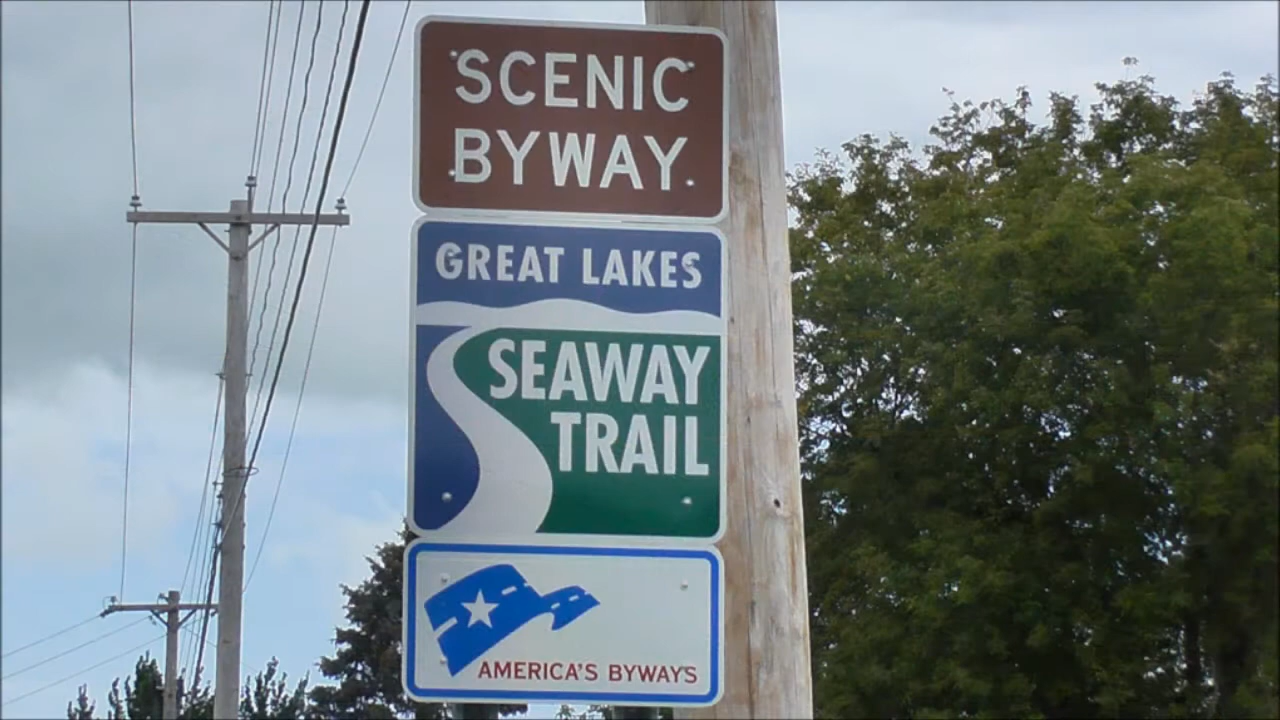 SCENIC
BYWAY
GREAT LAKES
SEAWAY
TRAIL
AMERICA'S BYWAYS